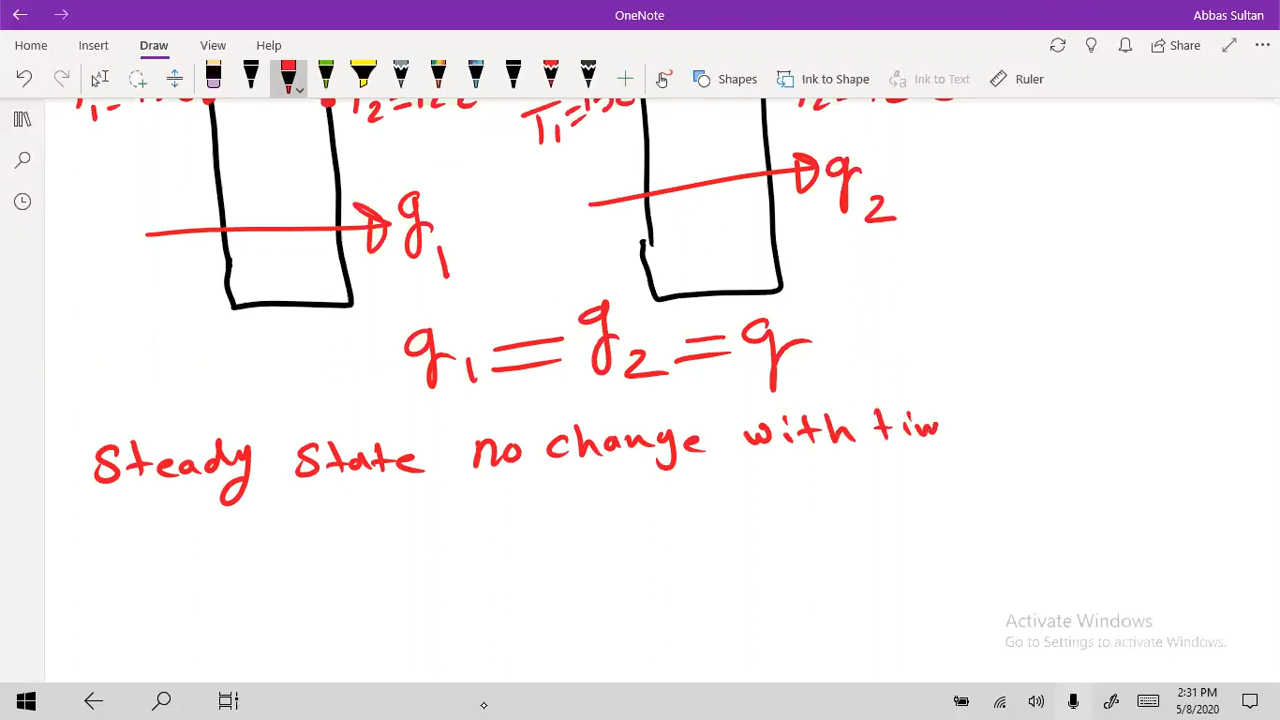 OneNote
Abbas Sultan
Home Insert Draw View Help
Share
Shapes
Ink to Shape
Ink to Text
Ruler
q1
q2
q1 = q2 = q
Steady State no change with tim
Activate Windows
Go to Settings to activate Windows.
2:31 PM
5/8/2020